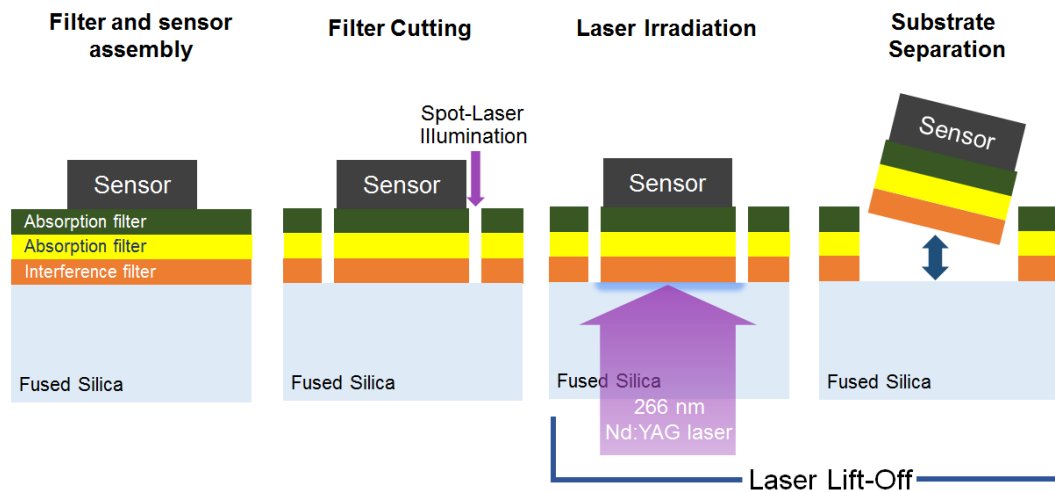 Filter and sensor
assembly
Filter Cutting
Laser Irradiation
Substrate
Separation
Spot-Laser
Illumination
Sensor
Absorption filter
Absorption filter
Interference filter
Fused Silica
Sensor
Fused Silica
Sensor
Fused Silica
266 nm
Nd:YAG laser
Sensor
Fused Silica
Laser Lift-Off